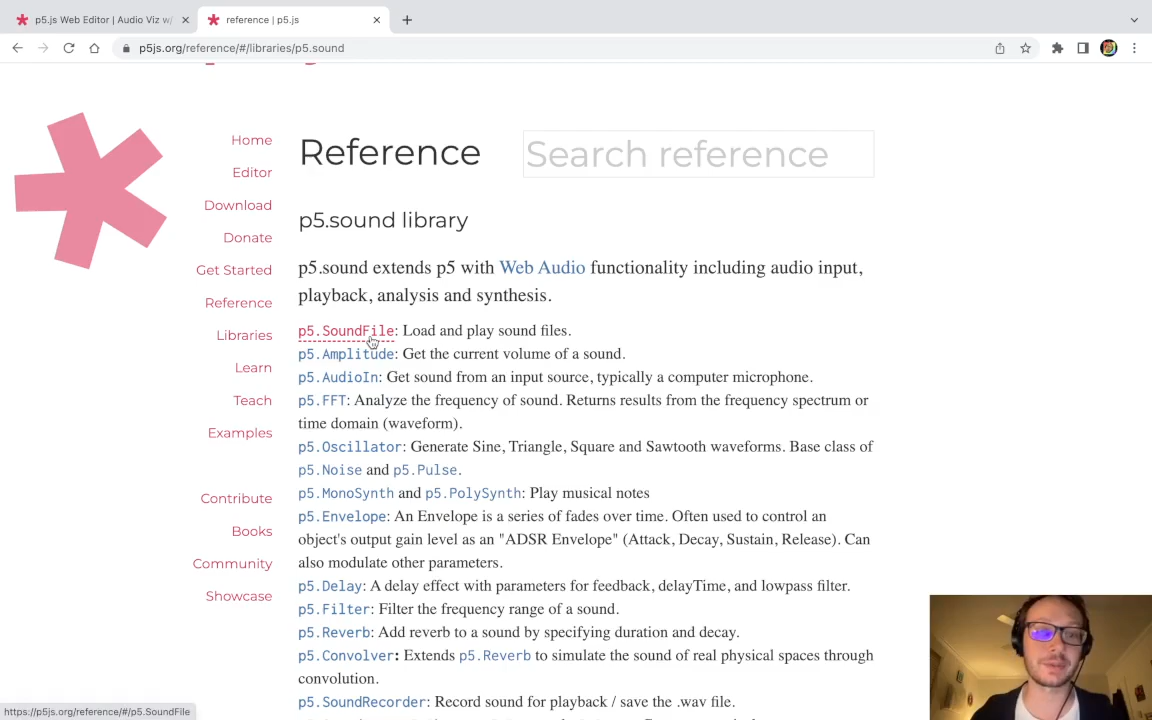 p5.js Web Editor | Audio Viz w/
reference | p5.js
p5js.org/reference/#/libraries/p5.sound
Home
Editor
Download
Donate
Get Started
Reference
Libraries
Learn
Teach
Examples
Contribute
Books
Community
Showcase
Reference
Search reference
p5.sound library
p5.sound extends p5 with Web Audio functionality including audio input,
playback, analysis and synthesis.
p5.SoundFile: Load and play sound files.
p5.Amplitude: Get the current volume of a sound.
p5.AudioIn: Get sound from an input source, typically a computer microphone.
p5.FFT: Analyze the frequency of sound. Returns results from the frequency spectrum or
time domain (waveform).
p5.Oscillator: Generate Sine, Triangle, Square and Sawtooth waveforms. Base class of
p5.Noise and p5.Pulse.
p5.MonoSynth and p5.PolySynth: Play musical notes
p5.Envelope: An Envelope is a series of fades over time. Often used to control an
object's output gain level as an "ADSR Envelope" (Attack, Decay, Sustain, Release). Can
also modulate other parameters.
p5.Delay: A delay effect with parameters for feedback, delayTime, and lowpass filter.
p5.Filter: Filter the frequency range of a sound.
p5.Reverb: Add reverb to a sound by specifying duration and decay.
p5.Convolver: Extends p5.Reverb to simulate the sound of real physical spaces through
convolution.
p5.SoundRecorder: Record sound for playback / save the .wav file.
https://p5js.org/reference/#/p5.SoundFile